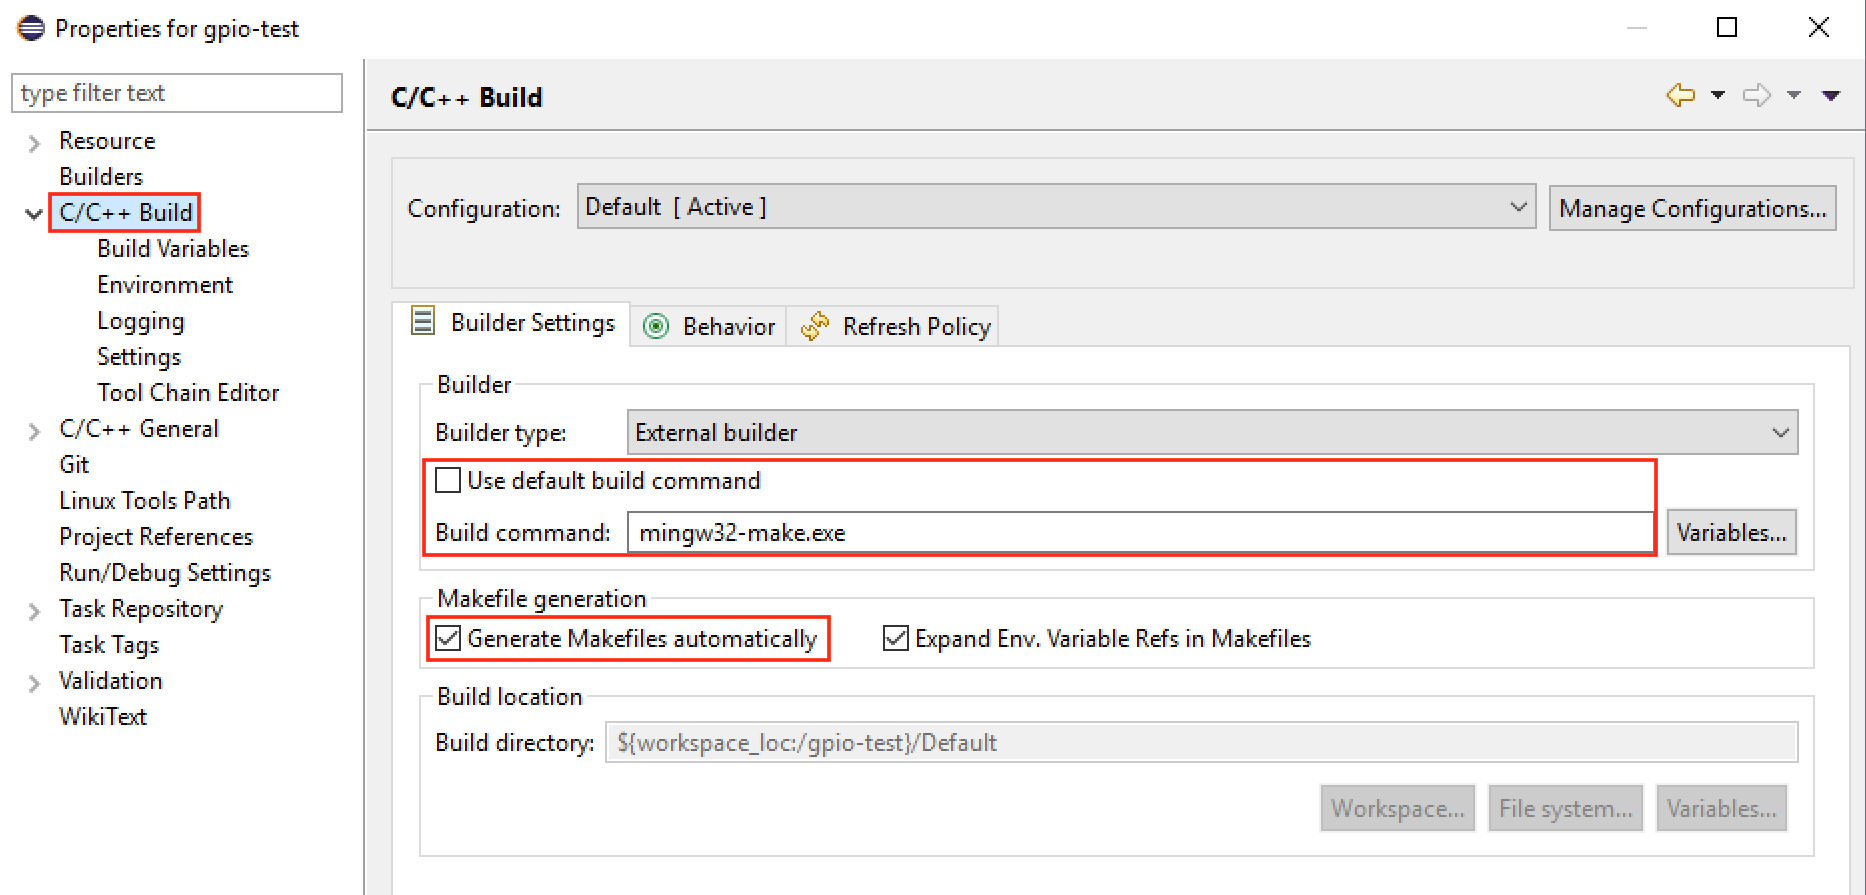 Properties for gpio-test
type filter text
Resource
Builders
C/C++ Build
Build Variables
Environment
Logging
Settings
Tool Chain Editor
C/C++ General
Git
Linux Tools Path
Project References
Run/Debug Settings
Task Repository
Task Tags
Validation
WikiText
C/C++ Build
Configuration: Default [ Active ] Manage Configurations...
Builder Settings Behavior Refresh Policy
Builder
Builder type: External builder
Use default build command
Build command: mingw32-make.exe Variables...
Makefile generation
Generate Makefiles automatically Expand Env. Variable Refs in Makefiles
Build location
Build directory: ${workspace_loc:/gpio-test}/Default
Workspace... File system... Variables...